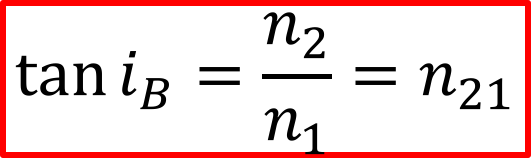 tan i_B = n_2/n_1 = n_21